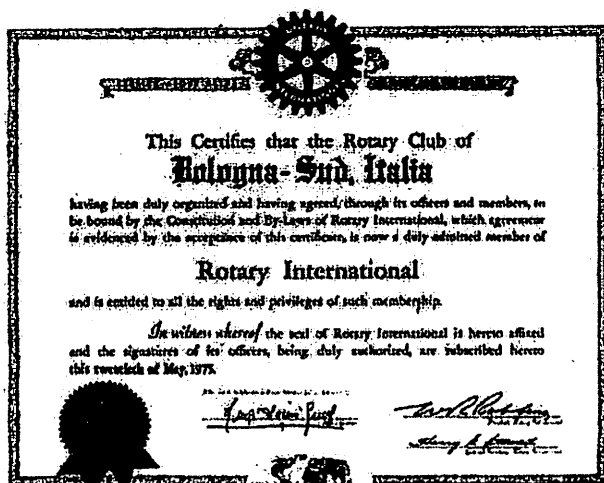 This Certifies that the Rotary Club of
Bologna-Sud, Italia
having been duly organized and having agreed, through its officers and members, to
be bound by the Constitution and By-Laws of Rotary International, which agreement
is evidenced by the acceptance of this certificate, is now a duly admitted member of
Rotary International
and is entitled to all the rights and privileges of such membership.
In witness whereof the seal of Rotary International is hereto affixed
and the signatures of its officers, being duly authorized, are subscribed hereto
this twentieth of May, 1975.